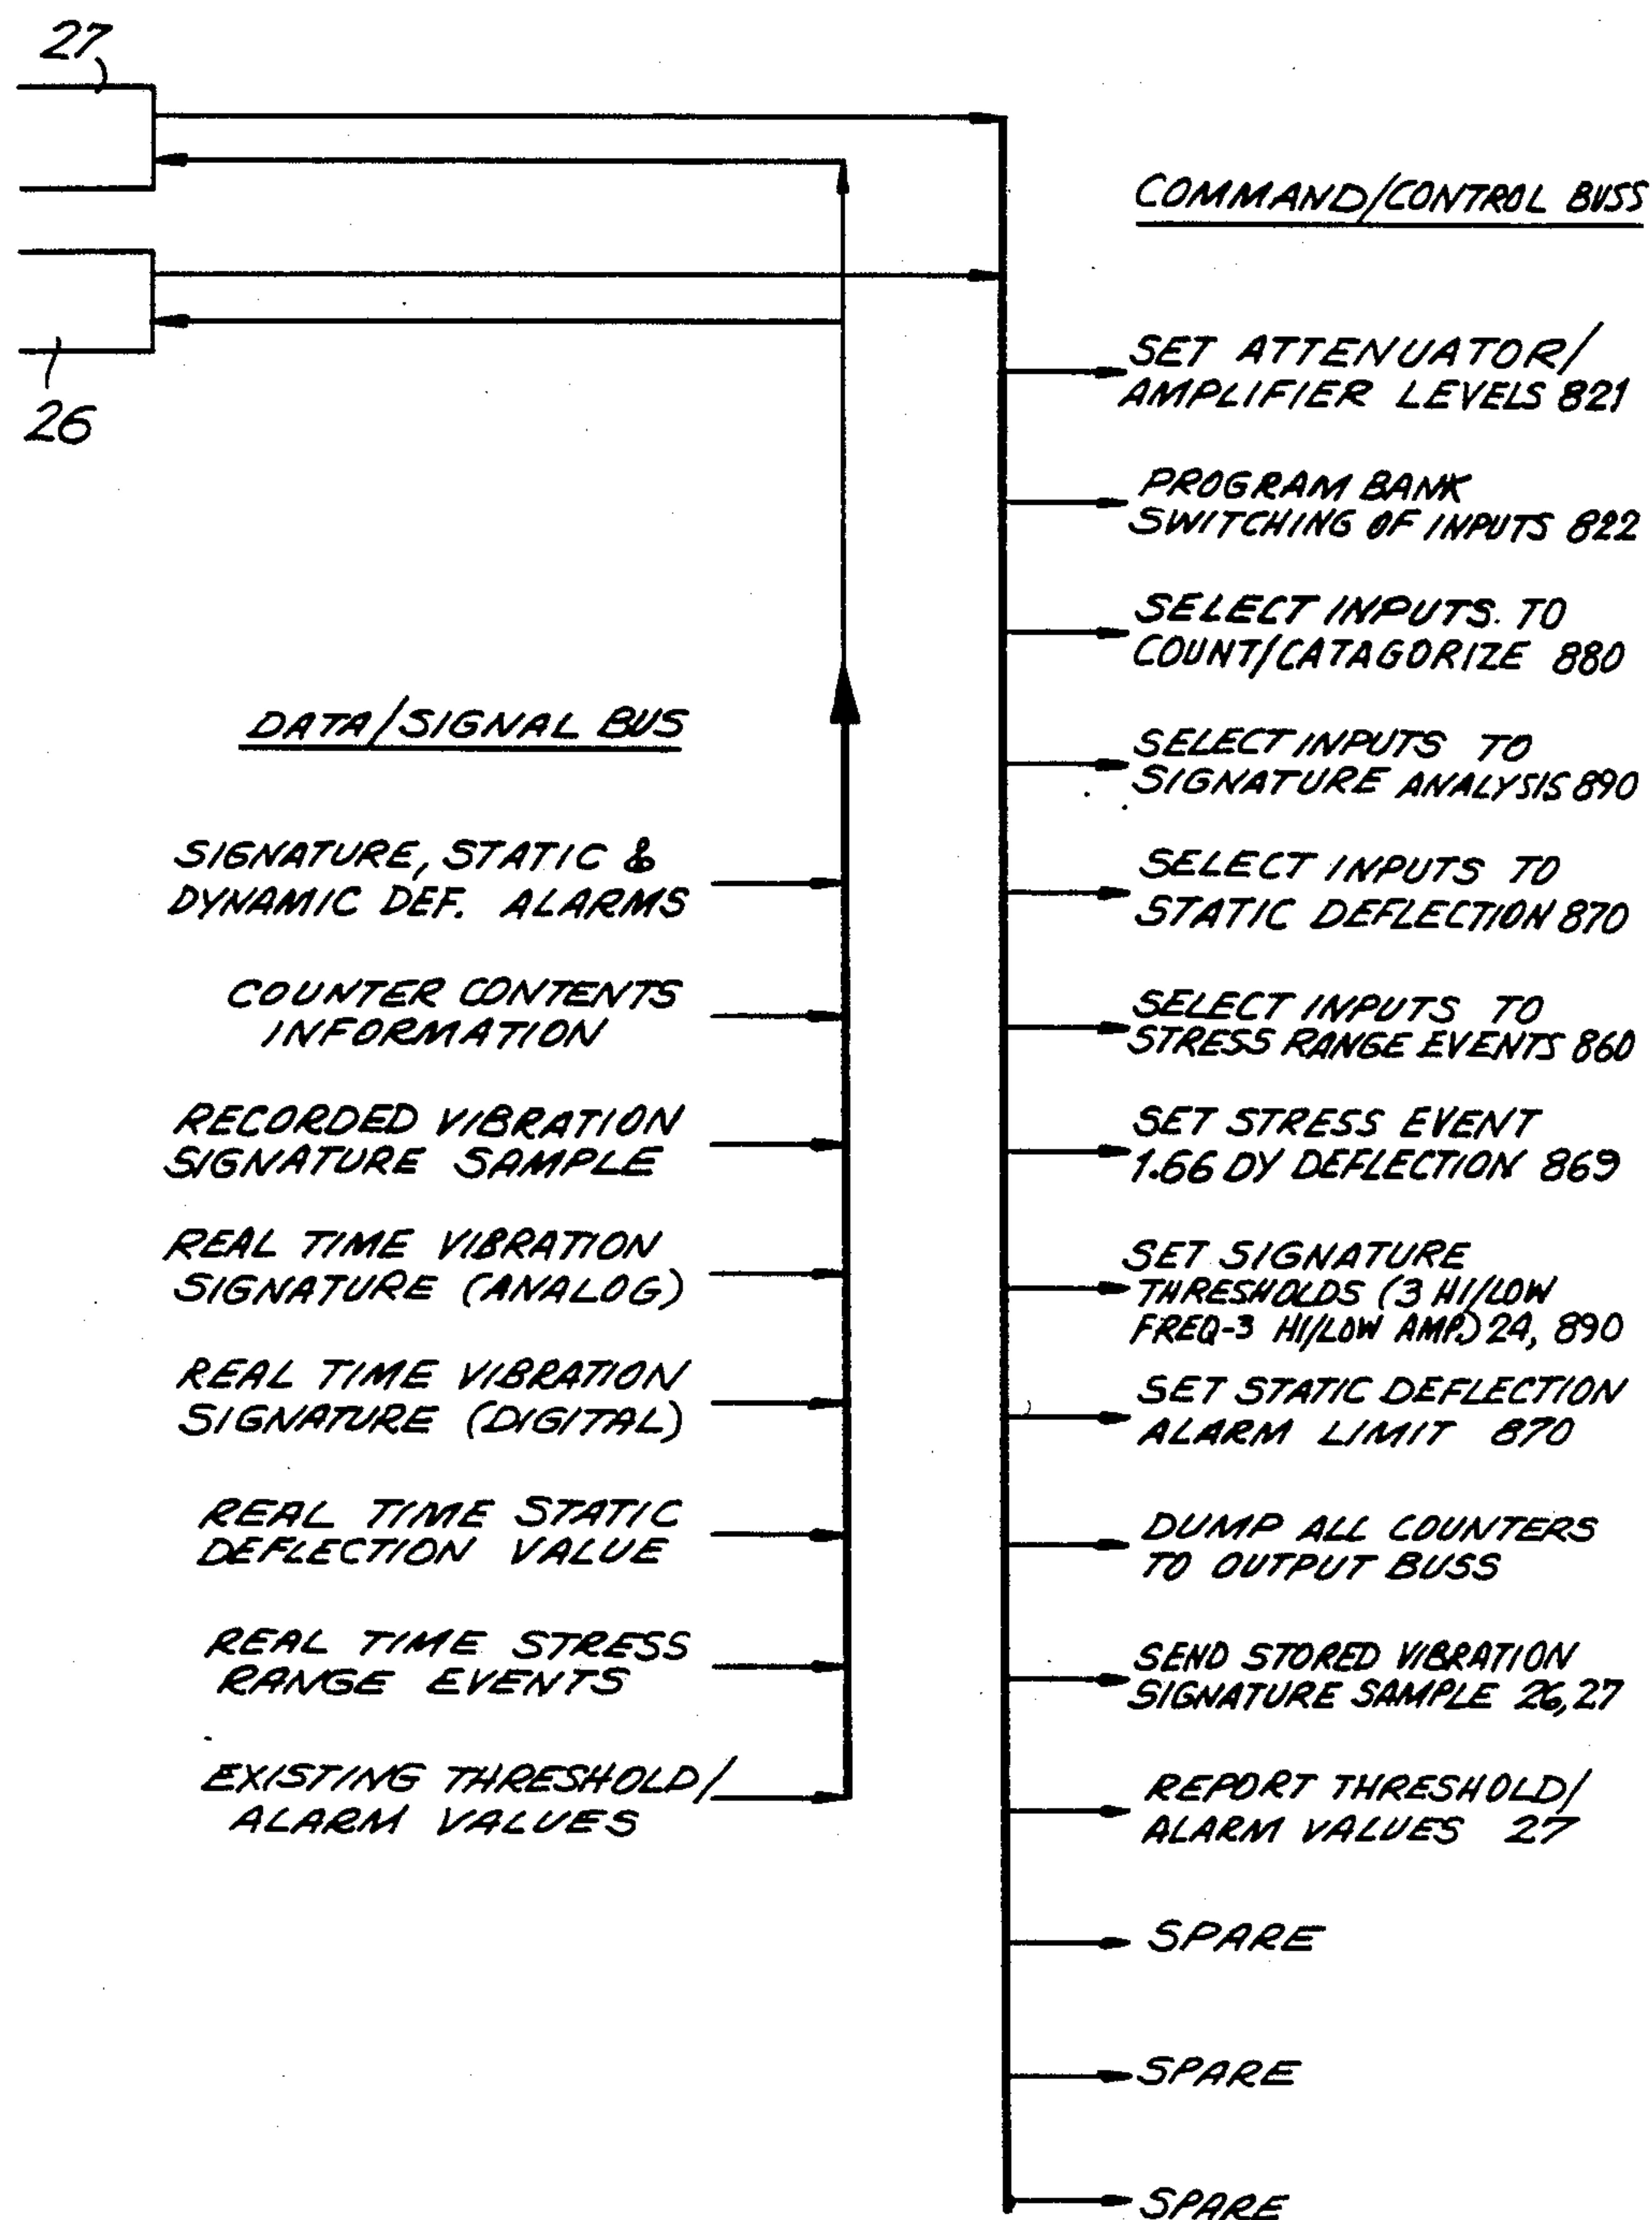 27
26
COMMAND/CONTROL BUSS
SET ATTENUATOR/
AMPLIFIER LEVELS 821
PROGRAM BANK
SWITCHING OF INPUTS 822
SELECT INPUTS. TO
COUNT/CATAGORIZE 880
SELECT INPUTS TO
SIGNATURE ANALYSIS 890
SELECT INPUTS TO
STATIC DEFLECTION 870
SELECT INPUTS TO
STRESS RANGE EVENTS 860
SET STRESS EVENT
1.66 DY DEFLECTION 869
SET SIGNATURE
THRESHOLDS (3 HI/LOW
FREQ-3 HI/LOW AMP.) 24, 890
SET STATIC DEFLECTION
ALARM LIMIT 870
DUMP ALL COUNTERS
TO OUTPUT BUSS
SEND STORED VIBRATION
SIGNATURE SAMPLE 26,27
REPORT THRESHOLD/
ALARM VALUES 27
SPARE
SPARE
SPARE
DATA/SIGNAL BUS
SIGNATURE, STATIC &
DYNAMIC DEF. ALARMS
COUNTER CONTENTS
INFORMATION
RECORDED VIBRATION
SIGNATURE SAMPLE
REAL TIME VIBRATION
SIGNATURE (ANALOG)
REAL TIME VIBRATION
SIGNATURE (DIGITAL)
REAL TIME STATIC
DEFLECTION VALUE
REAL TIME STRESS
RANGE EVENTS
EXISTING THRESHOLD/
ALARM VALUES